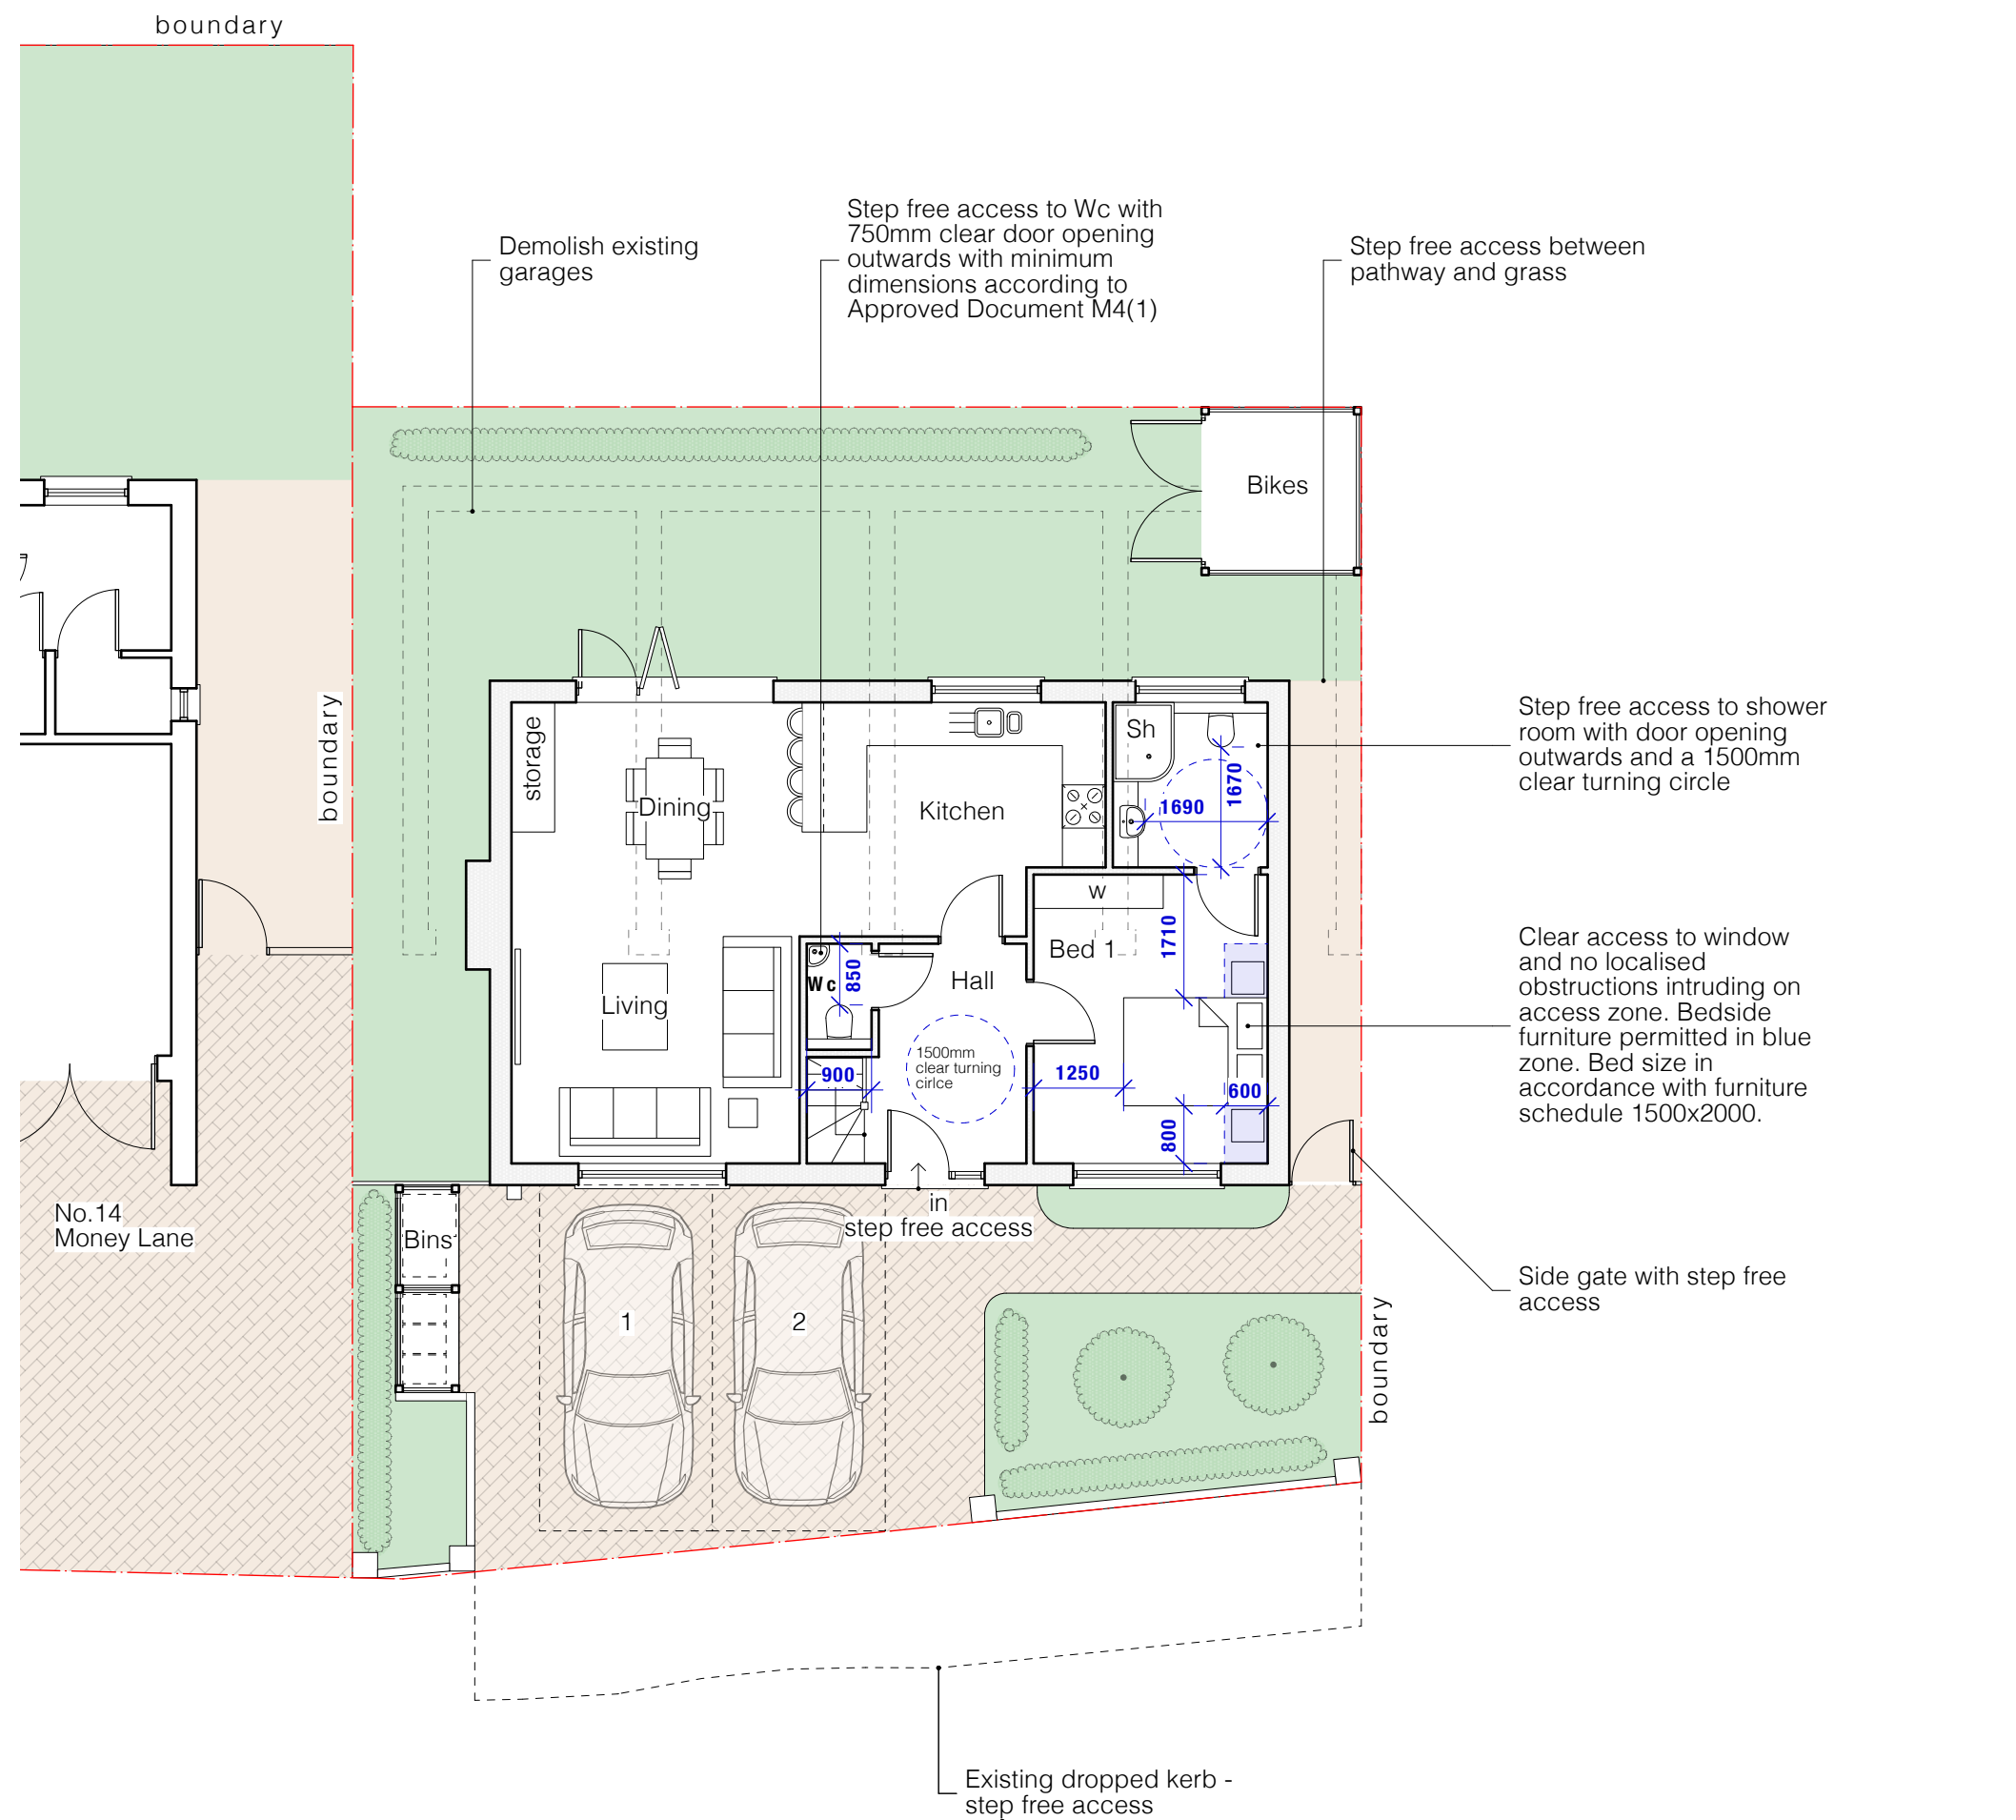 boundary
Step free access to Wc with
750mm clear door opening
outwards with minimum
dimensions according to
Approved Document M4(1)
Demolish existing
garages
Step free access between
pathway and grass
Bikes
boundary
storage
Dining
Kitchen
Sh
1670
1690
Step free access to shower
room with door opening
outwards and a 1500mm
clear turning circle
W
1710
Bed 1
Hall
850
Wc
Living
Clear access to window
and no localised
obstructions intruding on
access zone. Bedside
furniture permitted in blue
zone. Bed size in
accordance with furniture
schedule 1500x2000.
1500mm
clear turning
cirlce
900
1250
600
800
in
step free access
No.14
Money Lane
Bins
1
2
Side gate with step free
access
boundary
Existing dropped kerb -
step free access